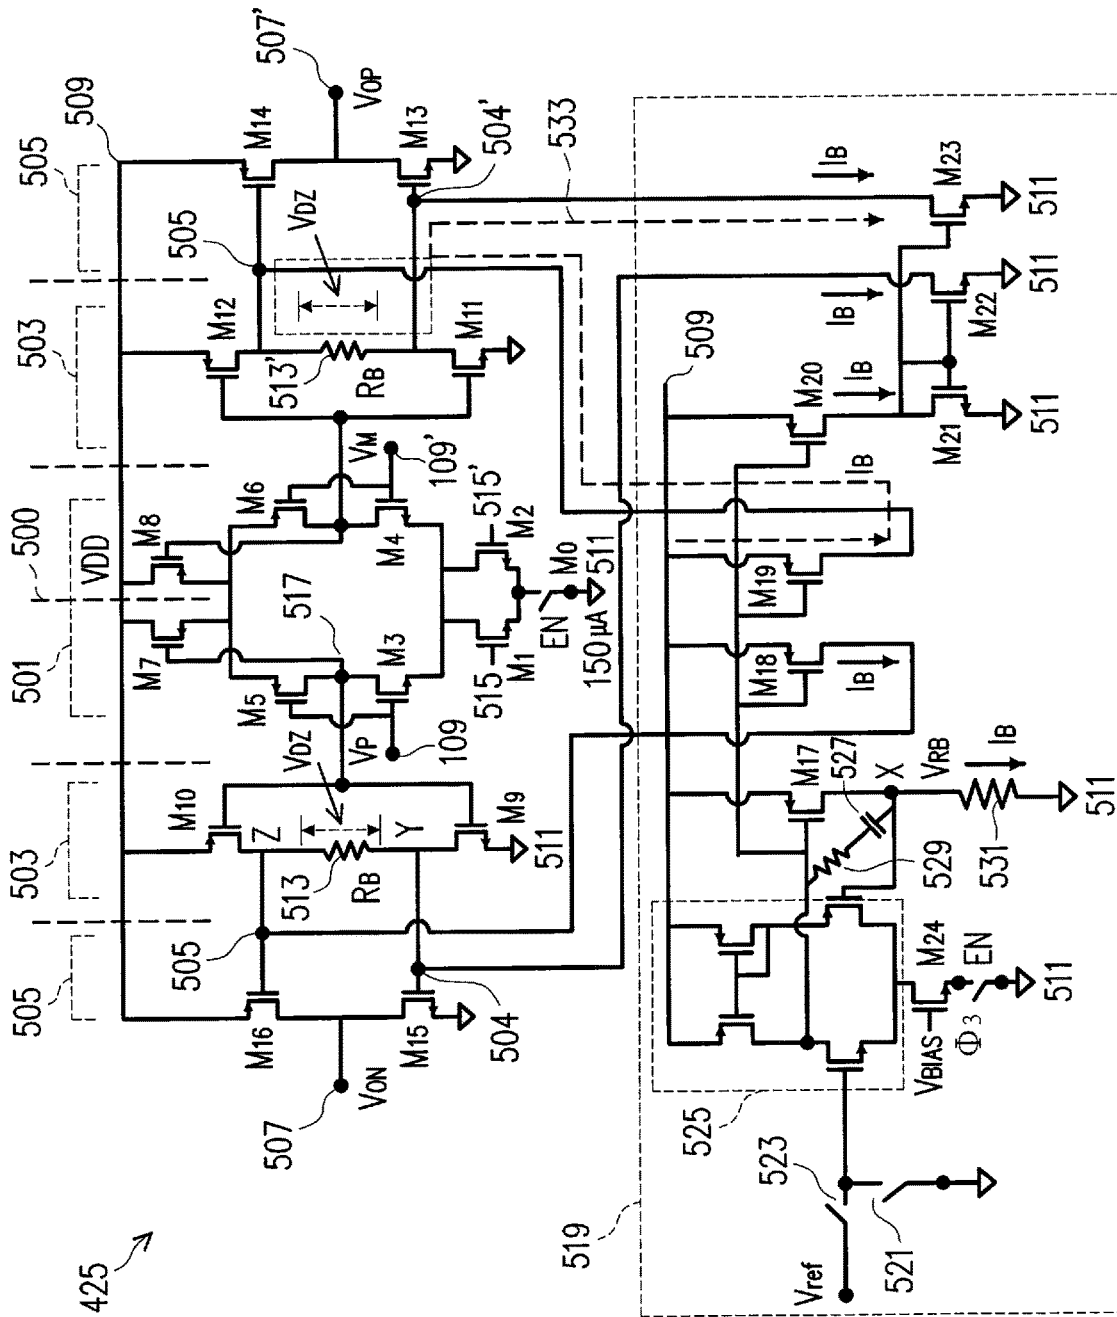 425
505
503
501
500
503
505
509
VDD
M7
M8
M5
M6
517
M3
M4
VP
VM
109
109'
515
M1
515'
M2
EN
M0
150µA
511
M10
Z
VDZ
Y
M9
511
513
RB
505
504
M16
M15
VON
507
M12
505
VDZ
M11
513'
RB
M14
M13
VOP
507'
504'
533
519
509
525
523
521
Vref
VBIAS
M24
Φ3
EN
511
M17
527
529
X
VRB
IB
531
511
M18
IB
M19
IB
M20
IB
M21
511
IB
M22
511
IB
M23
511